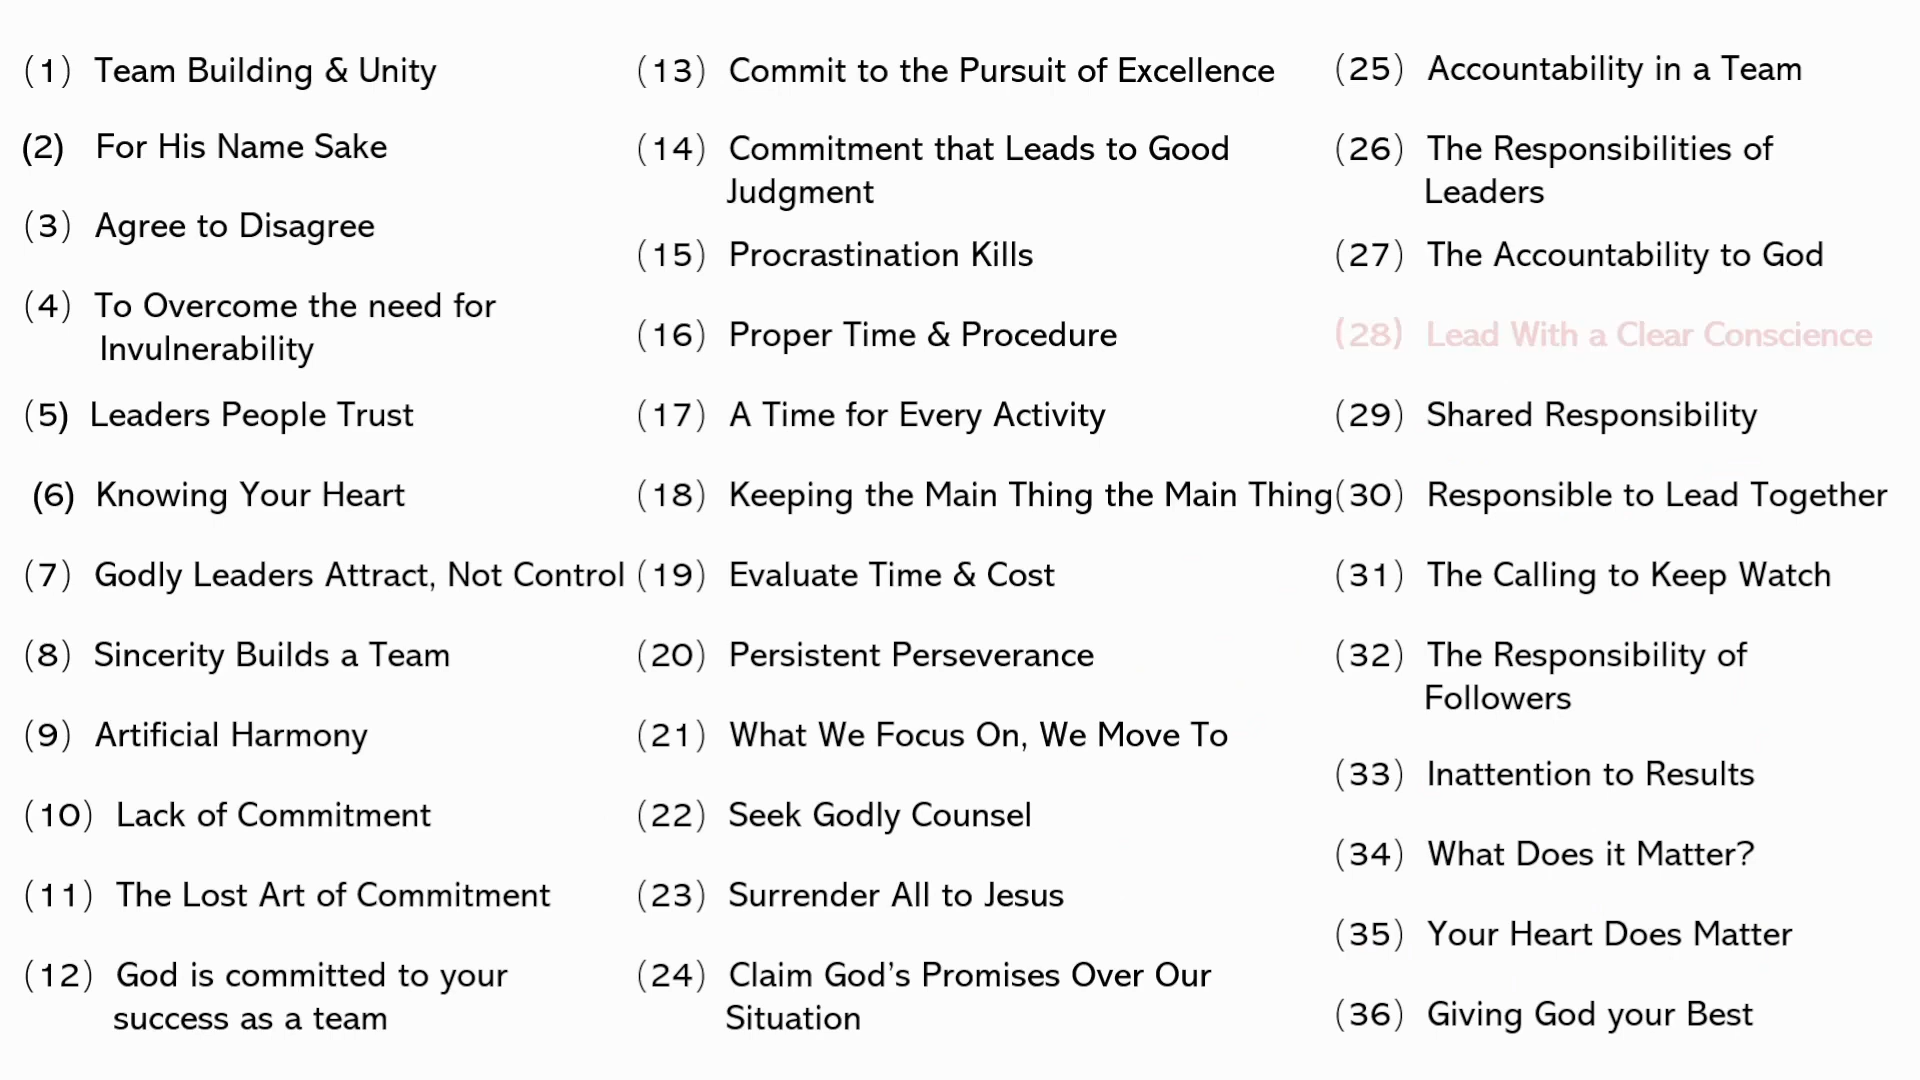 (1) Team Building & Unity
(2) For His Name Sake
(3) Agree to Disagree
(4) To Overcome the need for
Invulnerability
(5) Leaders People Trust
(6) Knowing Your Heart
(7) Godly Leaders Attract, Not Control
(8) Sincerity Builds a Team
(9) Artificial Harmony
(10) Lack of Commitment
(11) The Lost Art of Commitment
(12) God is committed to your
success as a team
(13) Commit to the Pursuit of Excellence
(14) Commitment that Leads to Good
Judgment
(15) Procrastination Kills
(16) Proper Time & Procedure
(17) A Time for Every Activity
(18) Keeping the Main Thing the Main Thing
(19) Evaluate Time & Cost
(20) Persistent Perseverance
(21) What We Focus On, We Move To
(22) Seek Godly Counsel
(23) Surrender All to Jesus
(24) Claim God’s Promises Over Our
Situation
(25) Accountability in a Team
(26) The Responsibilities of
Leaders
(27) The Accountability to God
(28) Lead With a Clear Conscience
(29) Shared Responsibility
(30) Responsible to Lead Together
(31) The Calling to Keep Watch
(32) The Responsibility of
Followers
(33) Inattention to Results
(34) What Does it Matter?
(35) Your Heart Does Matter
(36) Giving God your Best